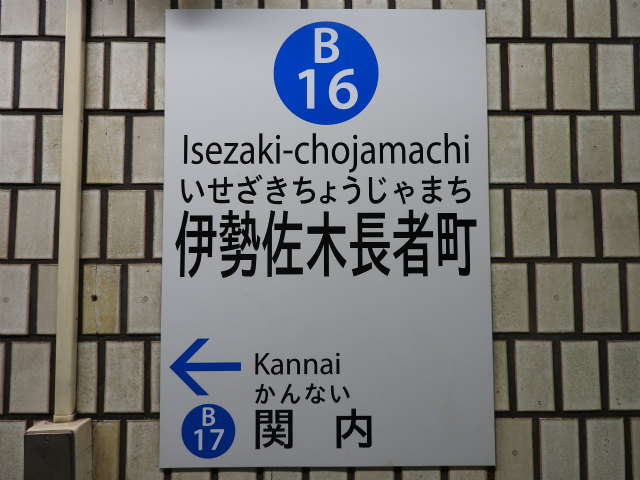 B
16
Isezaki-chojamachi
いせざきちょうじゃまち
伊勢佐木長者町
Kannai
かんない
B
17
関 内